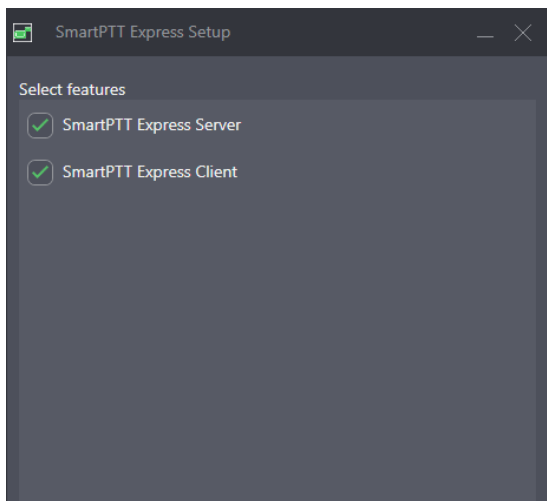 SmartPTT Express Setup
Select features
SmartPTT Express Server
SmartPTT Express Client